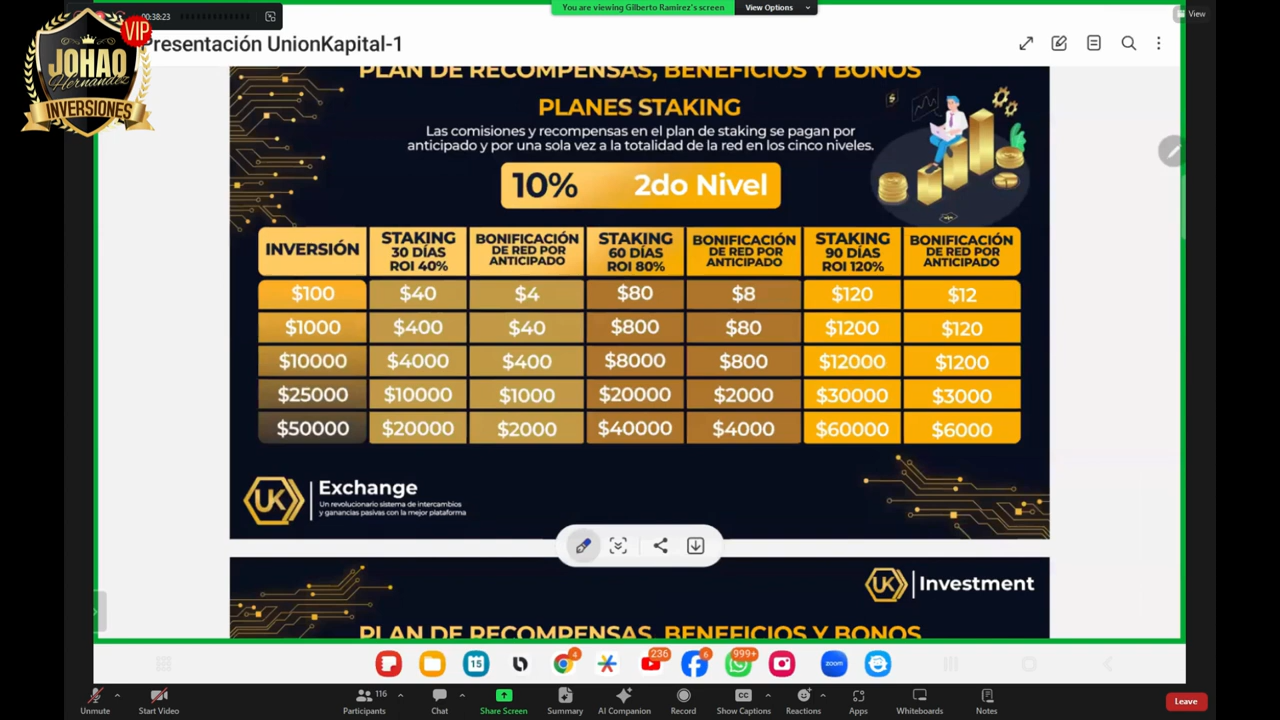 00:38:23
You are viewing Gilberto Ramirez's screen
View Options
View
VIP
JOHAO
Hernandez
INVERSIONES
Presentación UnionKapital-1
PLAN DE RECOMPENSAS, BENEFICIOS Y BONOS
PLANES STAKING
Las comisiones y recompensas en el plan de staking se pagan por
anticipado y por una sola vez a la totalidad de la red en los cinco niveles.
10% 2do Nivel
INVERSIÓN
STAKING
30 DÍAS
ROI 40%
BONIFICACIÓN
DE RED POR
ANTICIPADO
STAKING
60 DÍAS
ROI 80%
BONIFICACIÓN
DE RED POR
ANTICIPADO
STAKING
90 DÍAS
ROI 120%
BONIFICACIÓN
DE RED POR
ANTICIPADO
$100 $40 $4 $80 $8 $120 $12
$1000 $400 $40 $800 $80 $1200 $120
$10000 $4000 $400 $8000 $800 $12000 $1200
$25000 $10000 $1000 $20000 $2000 $30000 $3000
$50000 $20000 $2000 $40000 $4000 $60000 $6000
UK
Exchange
Un revolucionario sistema de intercambios
y ganancias pasivas con la mejor plataforma
UK Investment
PLAN DE RECOMPENSAS, BENEFICIOS Y BONOS
15 4 236 6 999+ zoom
116
CC
Unmute Start Video Participants Chat Share Screen Summary AI Companion Record Show Captions Reactions Apps Whiteboards Notes Leave